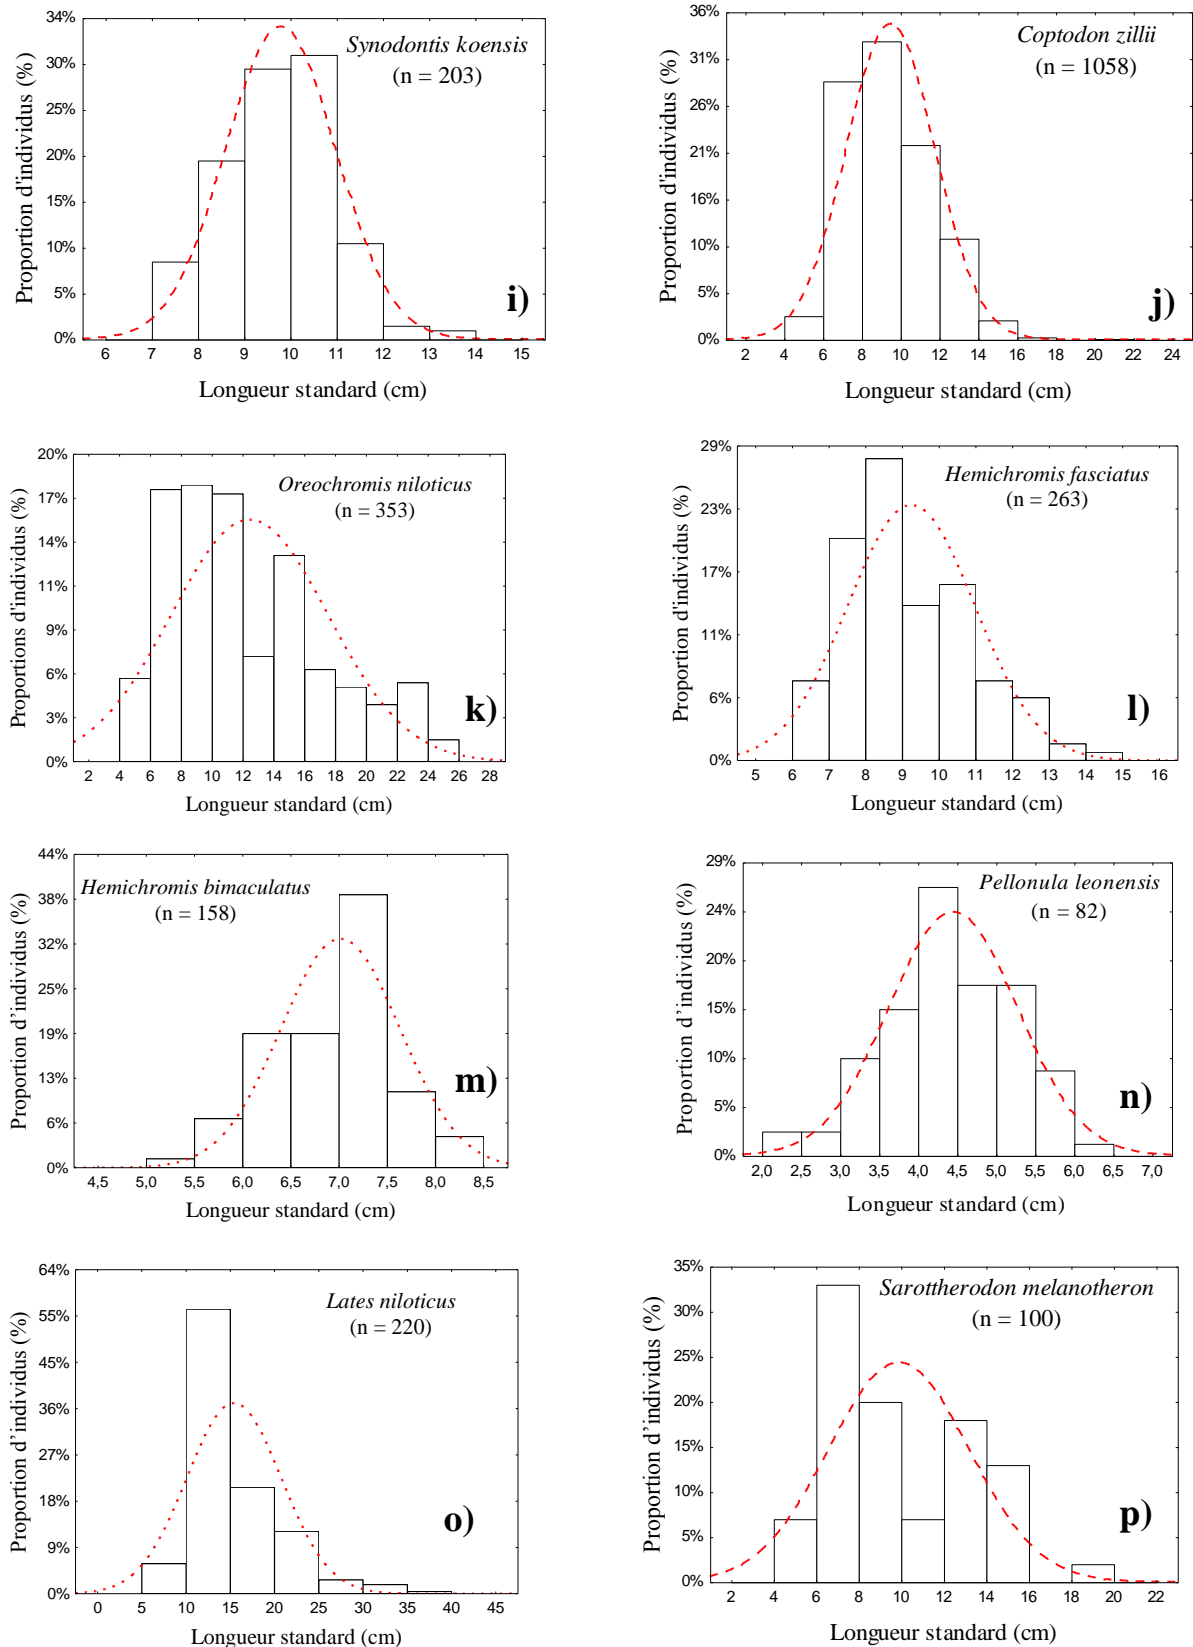 Synodontis koensis
(n = 203)
Proportion d'individus (%)
34%
30%
25%
20%
15%
10%
5%
0%
i)
6 7 8 9 10 11 12 13 14 15
Longueur standard (cm)
Coptodon zillii
(n = 1058)
Proportion d'individus (%)
36%
31%
26%
21%
16%
10%
5%
0%
j)
2 4 6 8 10 12 14 16 18 20 22 24
Longueur standard (cm)
Oreochromis niloticus
(n = 353)
Proportions d'individus (%)
20%
17%
14%
11%
9%
6%
3%
0%
k)
2 4 6 8 10 12 14 16 18 20 22 24 26 28
Longueur standard (cm)
Hemichromis fasciatus
(n = 263)
Proportion d'individus (%)
29%
23%
17%
11%
6%
0%
l)
5 6 7 8 9 10 11 12 13 14 15 16
Longueur standard (cm)
Hemichromis bimaculatus
(n = 158)
Proportion d’individus (%)
44%
38%
32%
25%
19%
13%
6%
0%
m)
4,5 5,0 5,5 6,0 6,5 7,0 7,5 8,0 8,5
Longueur standard (cm)
Pellonula leonensis
(n = 82)
Proportion d’individus (%)
29%
24%
20%
15%
10%
5%
0%
n)
2,0 2,5 3,0 3,5 4,0 4,5 5,0 5,5 6,0 6,5 7,0
Longueur standard (cm)
Lates niloticus
(n = 220)
Proportion d’individus (%)
64%
55%
45%
36%
27%
18%
9%
0%
o)
0 5 10 15 20 25 30 35 40 45
Longueur standard (cm)
Sarottherodon melanotheron
(n = 100)
Proportion d’individus (%)
35%
30%
25%
20%
15%
10%
5%
0%
p)
2 4 6 8 10 12 14 16 18 20 22
Longueur standard (cm)